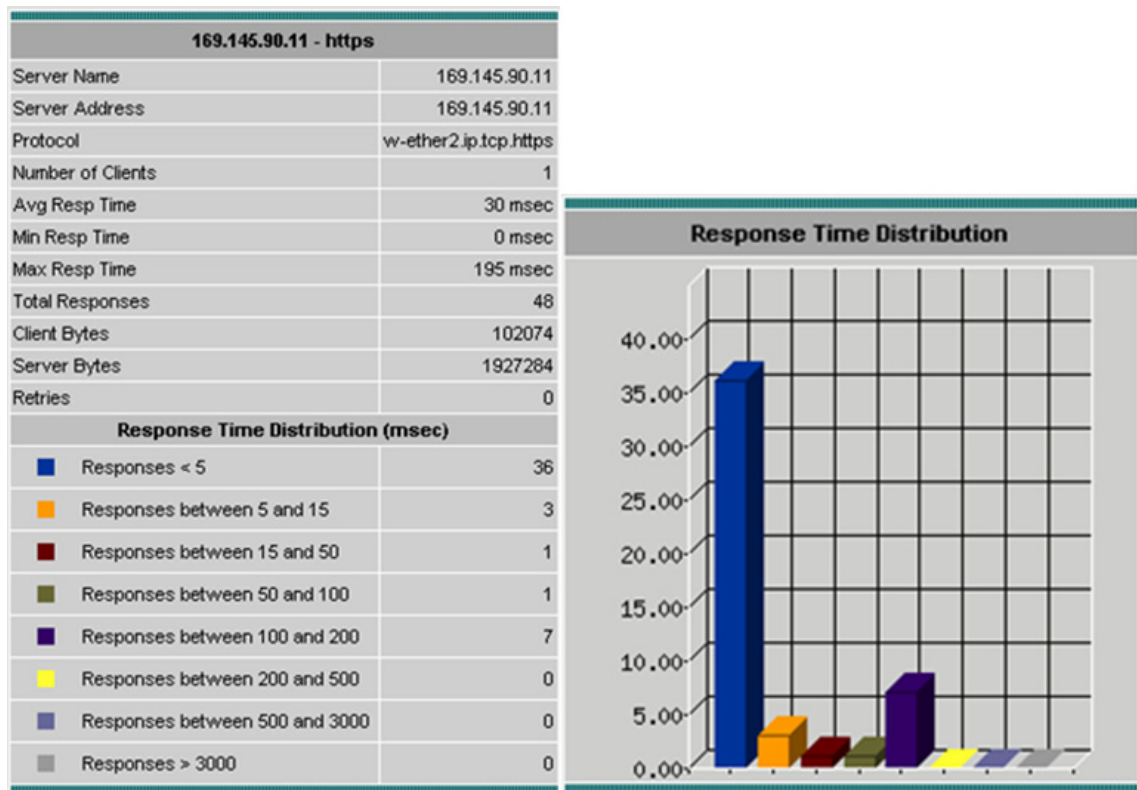 169.145.90.11 - https
Server Name 169.145.90.11
Server Address 169.145.90.11
Protocol w-ether2.ip.tcp.https
Number of Clients 1
Avg Resp Time 30 msec
Min Resp Time 0 msec
Max Resp Time 195 msec
Total Responses 48
Client Bytes 102074
Server Bytes 1927284
Retries 0
Response Time Distribution (msec)
Responses < 5 36
Responses between 5 and 15 3
Responses between 15 and 50 1
Responses between 50 and 100 1
Responses between 100 and 200 7
Responses between 200 and 500 0
Responses between 500 and 3000 0
Responses > 3000 0
Response Time Distribution
40.00
35.00
30.00
25.00
20.00
15.00
10.00
5.00
0.00